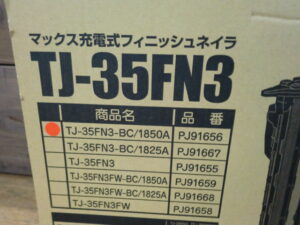 マックス充電式フィニッシュネイラ
TJ-35FN3
商品名 品番
TJ-35FN3-BC/1850A PJ91656
TJ-35FN3-BC/1825A PJ91667
TJ-35FN3 PJ91655
TJ-35FNFW-BC/1850A PJ91659
TJ-35FN3FW-BC/1825A PJ91668
TJ-35FN3FW PJ91658